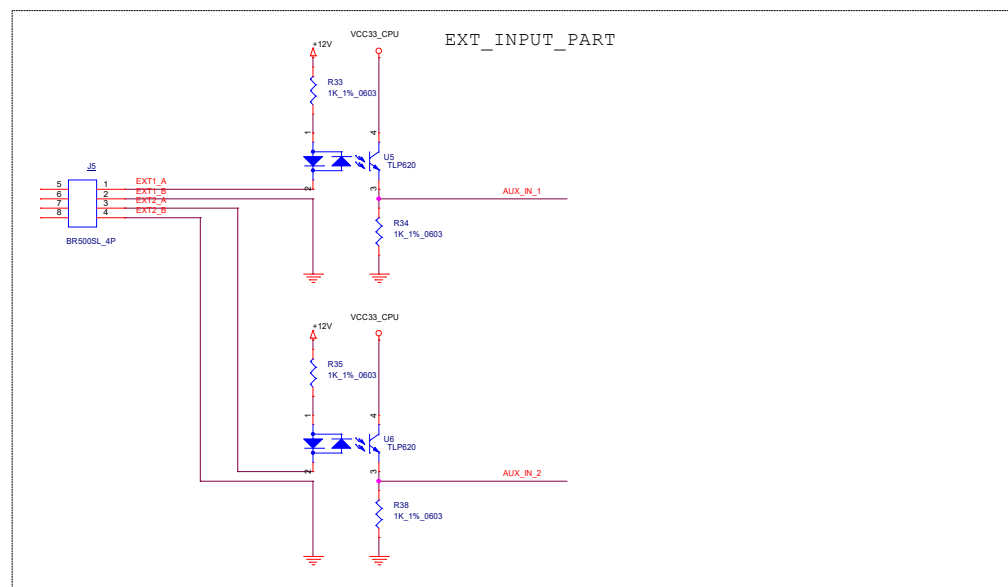 EXT_INPUT_PART
VCC33_CPU
+12V
R33
1K_1%_0603
1
4
U5
TLP620
2
3
AUX_IN_1
R34
1K_1%_0603
J5
5
1
EXT1_A
6
2
EXT1_B
7
3
EXT2_A
8
4
EXT2_B
BR500SL_4P
VCC33_CPU
+12V
R35
1K_1%_0603
1
4
U6
TLP620
2
3
AUX_IN_2
R38
1K_1%_0603